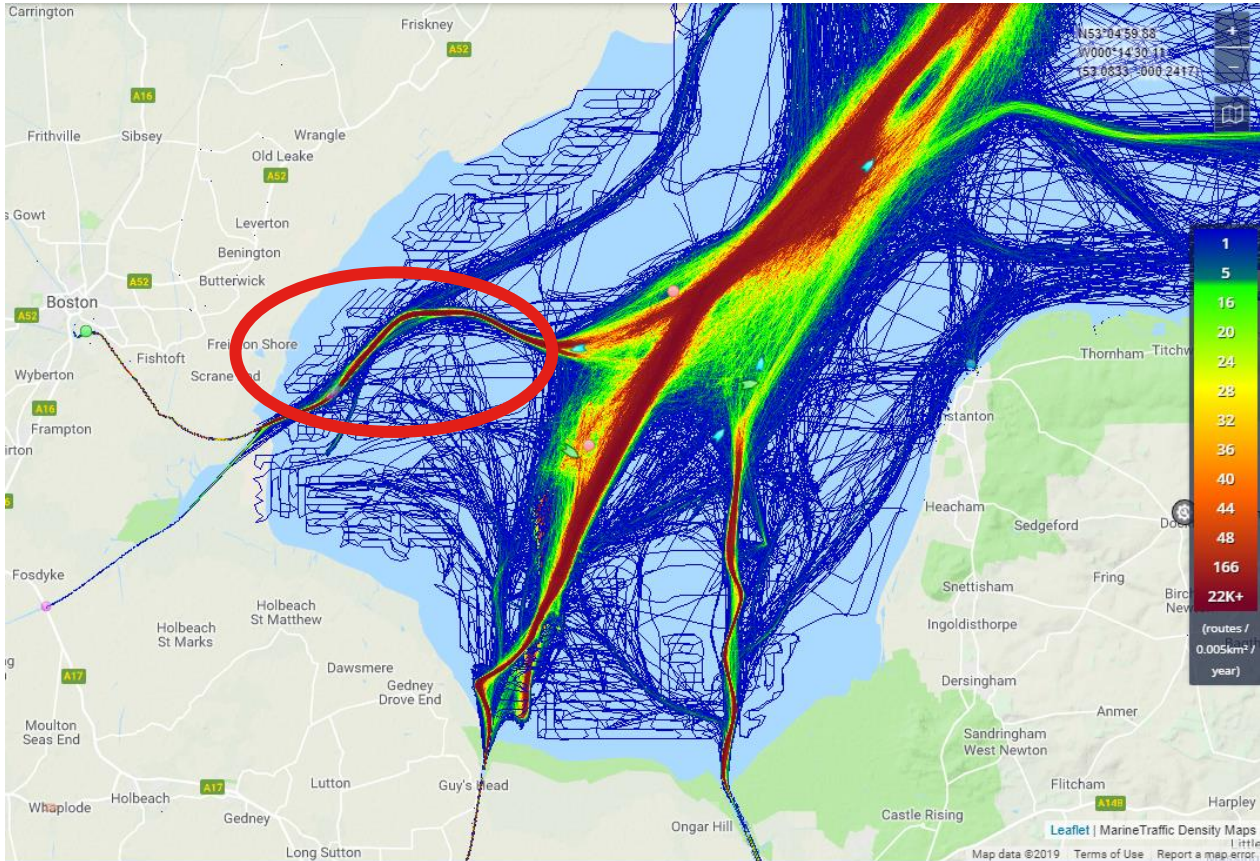 Carrington
Friskney
A52
N53°04'59.88
W000°14'30.11
(53.0833 -000.2417)
+
−
A16
Frithville
Sibsey
Wrangle
Old Leake
A52
s Gowt
Leverton
Benington
A52
Butterwick
Boston
A52
Fishtoft
Wyberton
A16
Frampton
irton
Thornham
Titchw
nstanton
Heacham
Sedgeford
Snettisham
Fring
Ingoldisthorpe
Dersingham
Anmer
Sandringham
West Newton
Flitcham
A148
Harpley
Castle Rising
Fosdyke
Holbeach
St Matthew
Holbeach
St Marks
A17
Dawsmere
Gedney
Drove End
Moulton
Seas End
A17
Lutton
Guy's Head
Whaplode
Holbeach
Gedney
Long Sutton
Ongar Hill
1
5
16
20
24
28
32
36
40
44
48
166
22K+
(routes /
0.005km² /
year)
Leaflet | MarineTraffic Density Maps
Map data ©2019 Terms of Use Report a map error